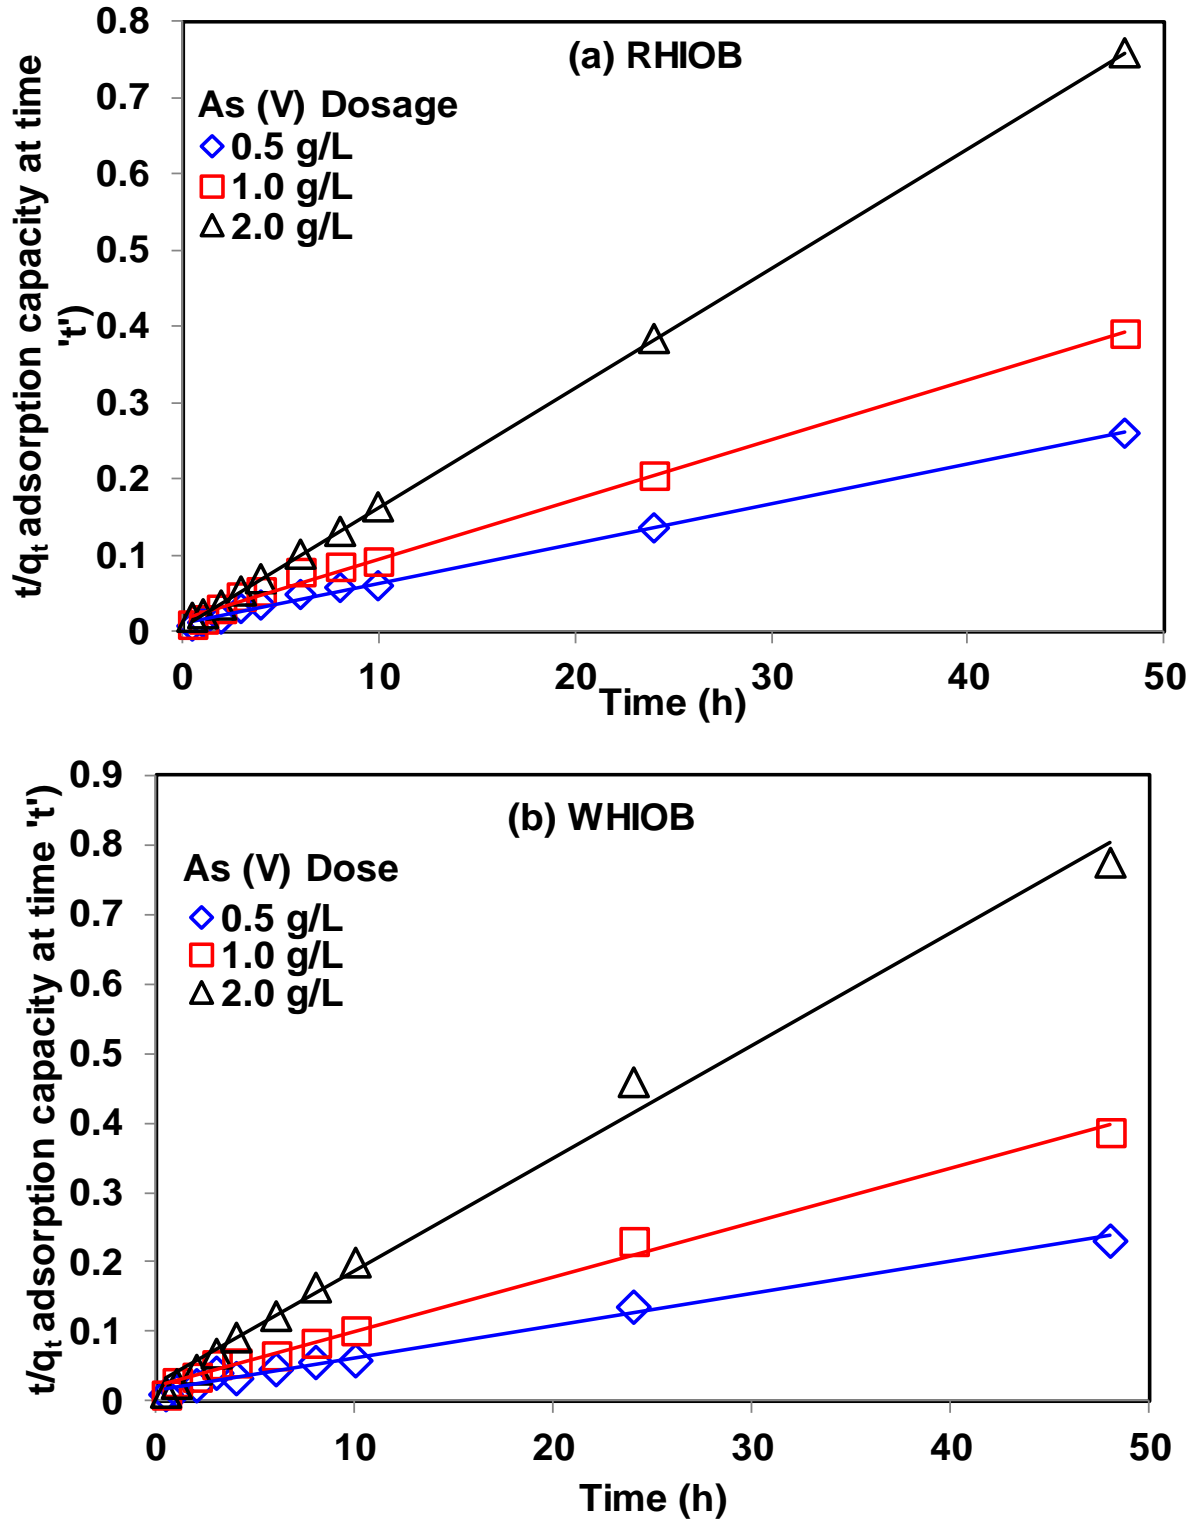 (a) RHIOB
As (V) Dosage
0.5 g/L
1.0 g/L
2.0 g/L
t/qt adsorption capacity at time
't')
0.8
0.7
0.6
0.5
0.4
0.3
0.2
0.1
0
0 10 20 30 40 50
Time (h)
(b) WHIOB
As (V) Dose
0.5 g/L
1.0 g/L
2.0 g/L
t/qt adsorption capacity at time 't')
0.9
0.8
0.7
0.6
0.5
0.4
0.3
0.2
0.1
0
0 10 20 30 40 50
Time (h)